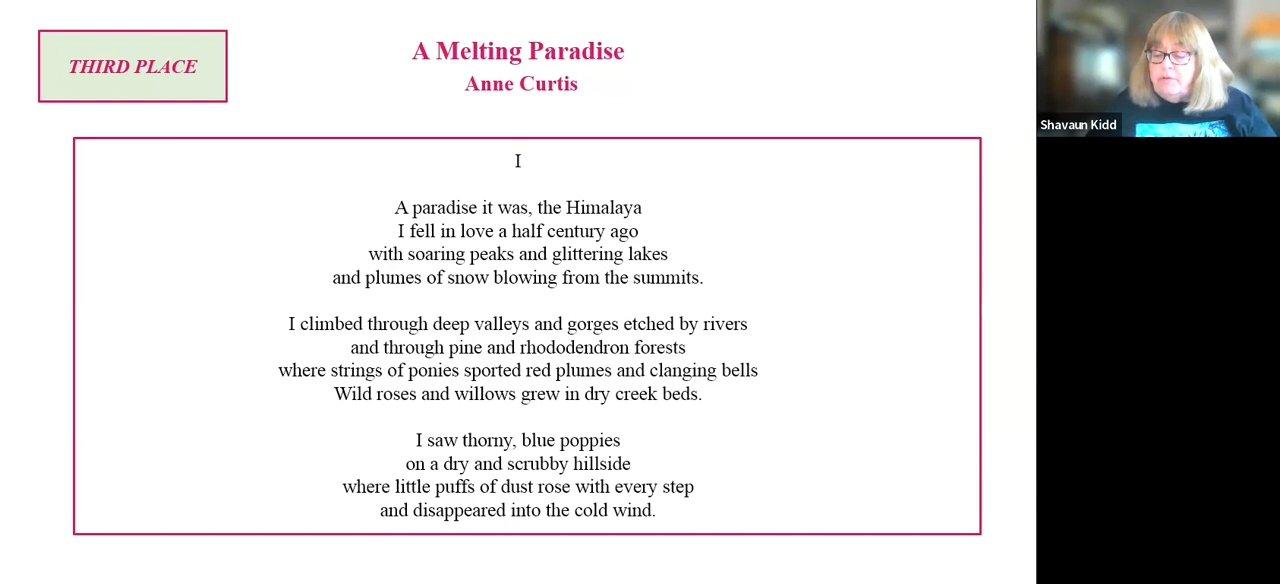 THIRD PLACE
A Melting Paradise
Anne Curtis
I
A paradise it was, the Himalaya
I fell in love a half century ago
with soaring peaks and glittering lakes
and plumes of snow blowing from the summits.
I climbed through deep valleys and gorges etched by rivers
and through pine and rhododendron forests
where strings of ponies sported red plumes and clanging bells
Wild roses and willows grew in dry creek beds.
I saw thorny, blue poppies
on a dry and scrubby hillside
where little puffs of dust rose with every step
and disappeared into the cold wind.
Shavaun Kidd